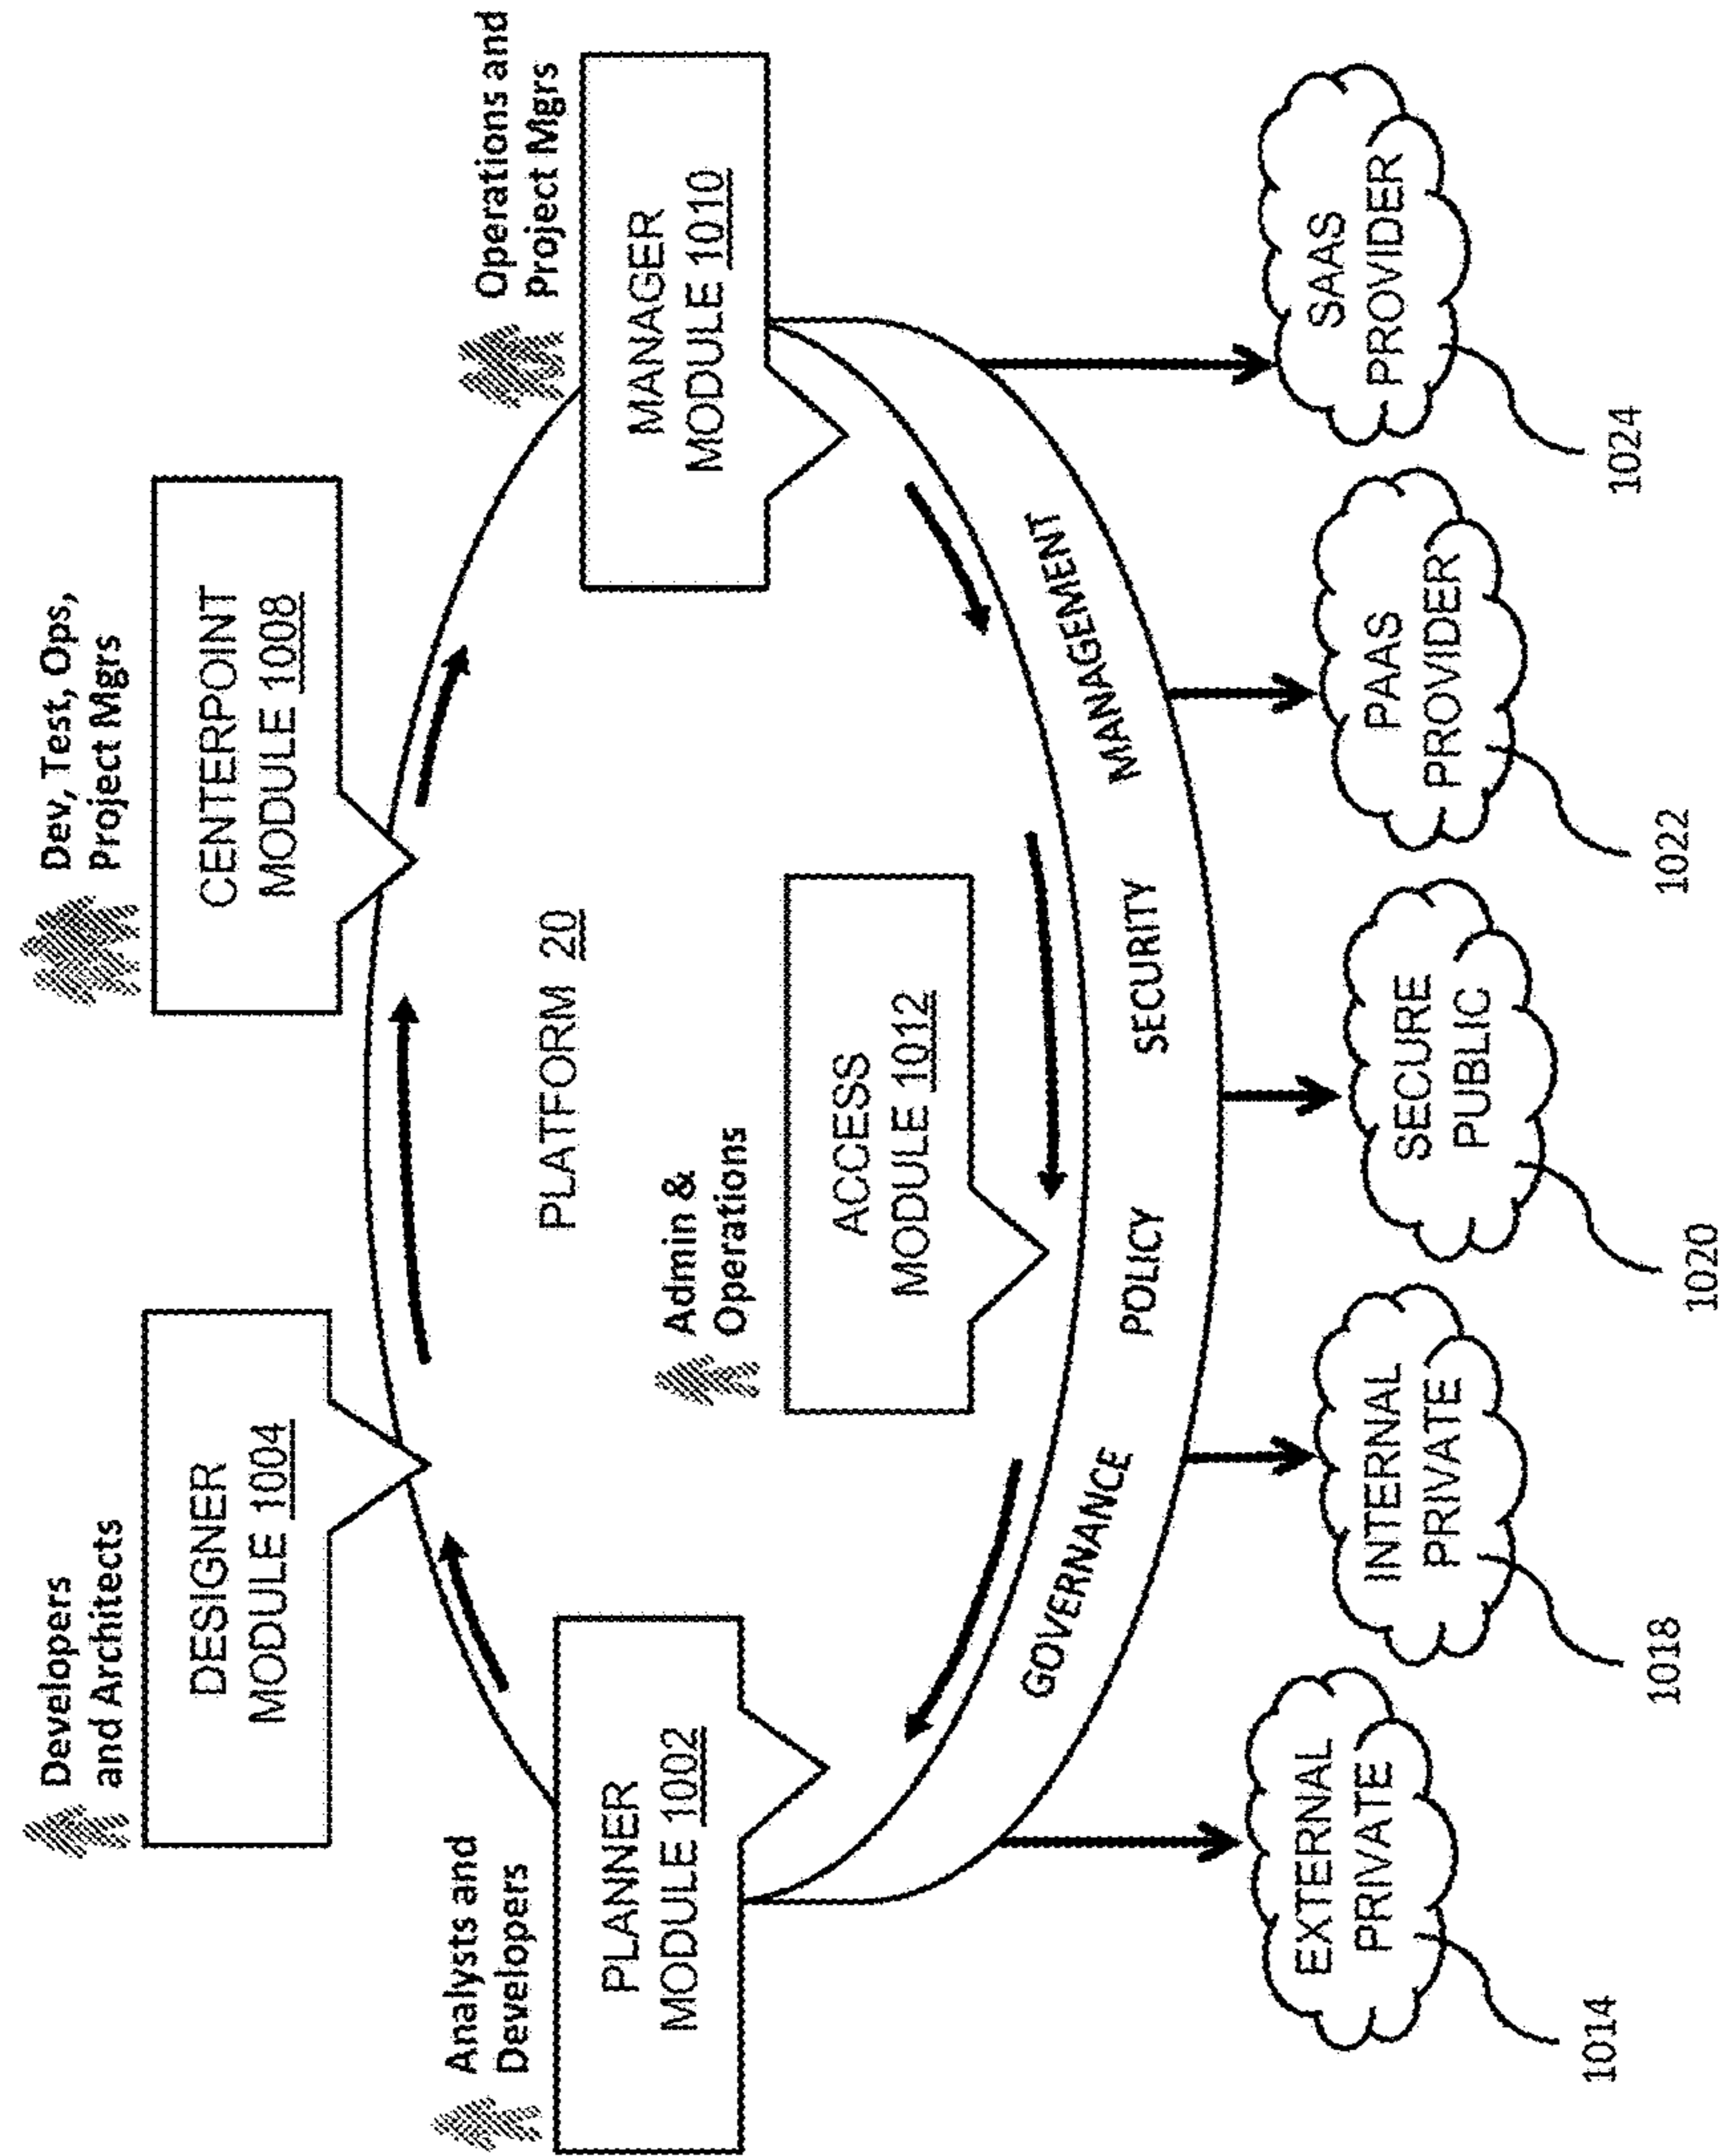 Developers
and Architects
Dev, Test, Ops,
Project Mgrs
DESIGNER
MODULE 1004
CENTERPOINT
MODULE 1008
Analysts and
Developers
Operations and
Project Mgrs
PLANNER
MODULE 1002
PLATFORM 20
MANAGER
MODULE 1010
Admin &
Operations
ACCESS
MODULE 1012
GOVERNANCE
POLICY
SECURITY
MANAGEMENT
EXTERNAL
PRIVATE
INTERNAL
PRIVATE
SECURE
PUBLIC
PAAS
PROVIDER
SAAS
PROVIDER
1014
1018
1020
1022
1024